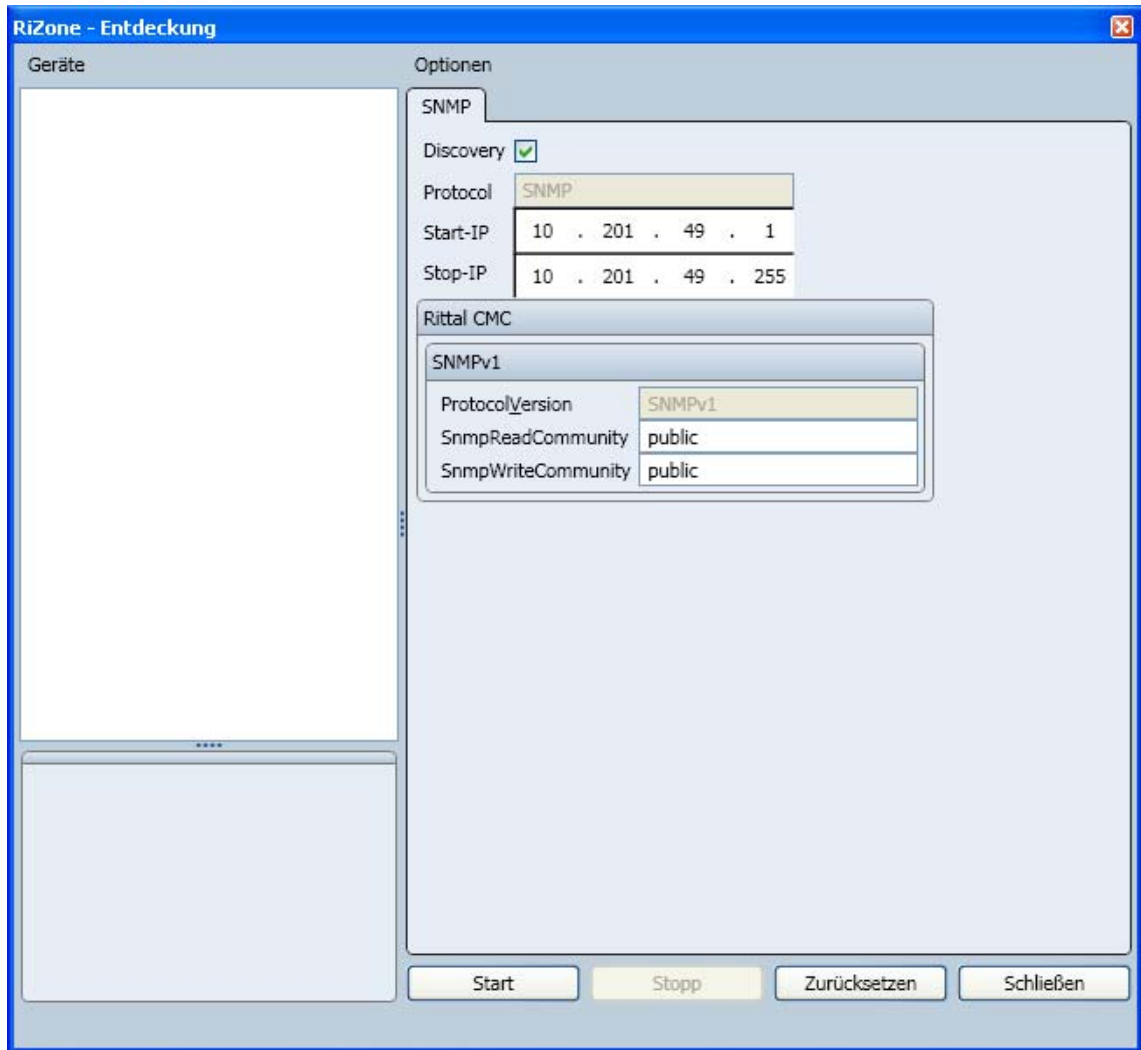 RiZone - Entdeckung
Geräte
Optionen
SNMP
Discovery
Protocol SNMP
Start-IP 10 . 201 . 49 . 1
Stop-IP 10 . 201 . 49 . 255
Rittal CMC
SNMPv1
ProtocolVersion SNMPv1
SnmpReadCommunity public
SnmpWriteCommunity public
Start Stopp Zurücksetzen Schließen